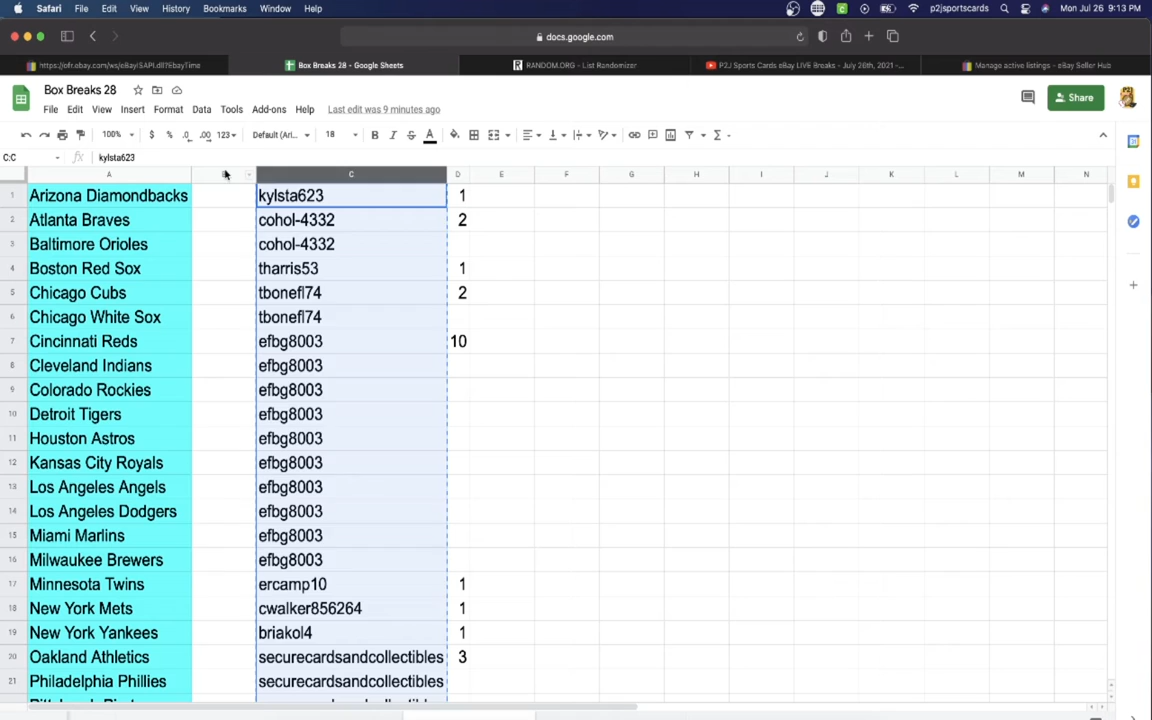 Safari File Edit View History Bookmarks Window Help p2jsportscards Mon Jul 26 9:13 PM
docs.google.com
https://ofr.ebay.com/ws/eBayISAPI.dll?EbayTime Box Breaks 28 - Google Sheets RANDOM.ORG - List Randomizer P2J Sports Cards eBay LIVE Breaks - July 26th, 2021 -... Manage active listings - eBay Seller Hub
Box Breaks 28
File Edit View Insert Format Data Tools Add-ons Help Last edit was 9 minutes ago Share
100% $ % .0 .00 123 Default (Ari... 18 B I S A
C:C fx kylsta623
A C D E F G H I J K L M N
1 Arizona Diamondbacks kylsta623 1
2 Atlanta Braves cohol-4332 2
3 Baltimore Orioles cohol-4332
4 Boston Red Sox tharris53 1
5 Chicago Cubs tbonefl74 2
6 Chicago White Sox tbonefl74
7 Cincinnati Reds efbg8003 10
8 Cleveland Indians efbg8003
9 Colorado Rockies efbg8003
10 Detroit Tigers efbg8003
11 Houston Astros efbg8003
12 Kansas City Royals efbg8003
13 Los Angeles Angels efbg8003
14 Los Angeles Dodgers efbg8003
15 Miami Marlins efbg8003
16 Milwaukee Brewers efbg8003
17 Minnesota Twins ercamp10 1
18 New York Mets cwalker856264 1
19 New York Yankees briakol4 1
20 Oakland Athletics securecardsandcollectibles 3
21 Philadelphia Phillies securecardsandcollectibles